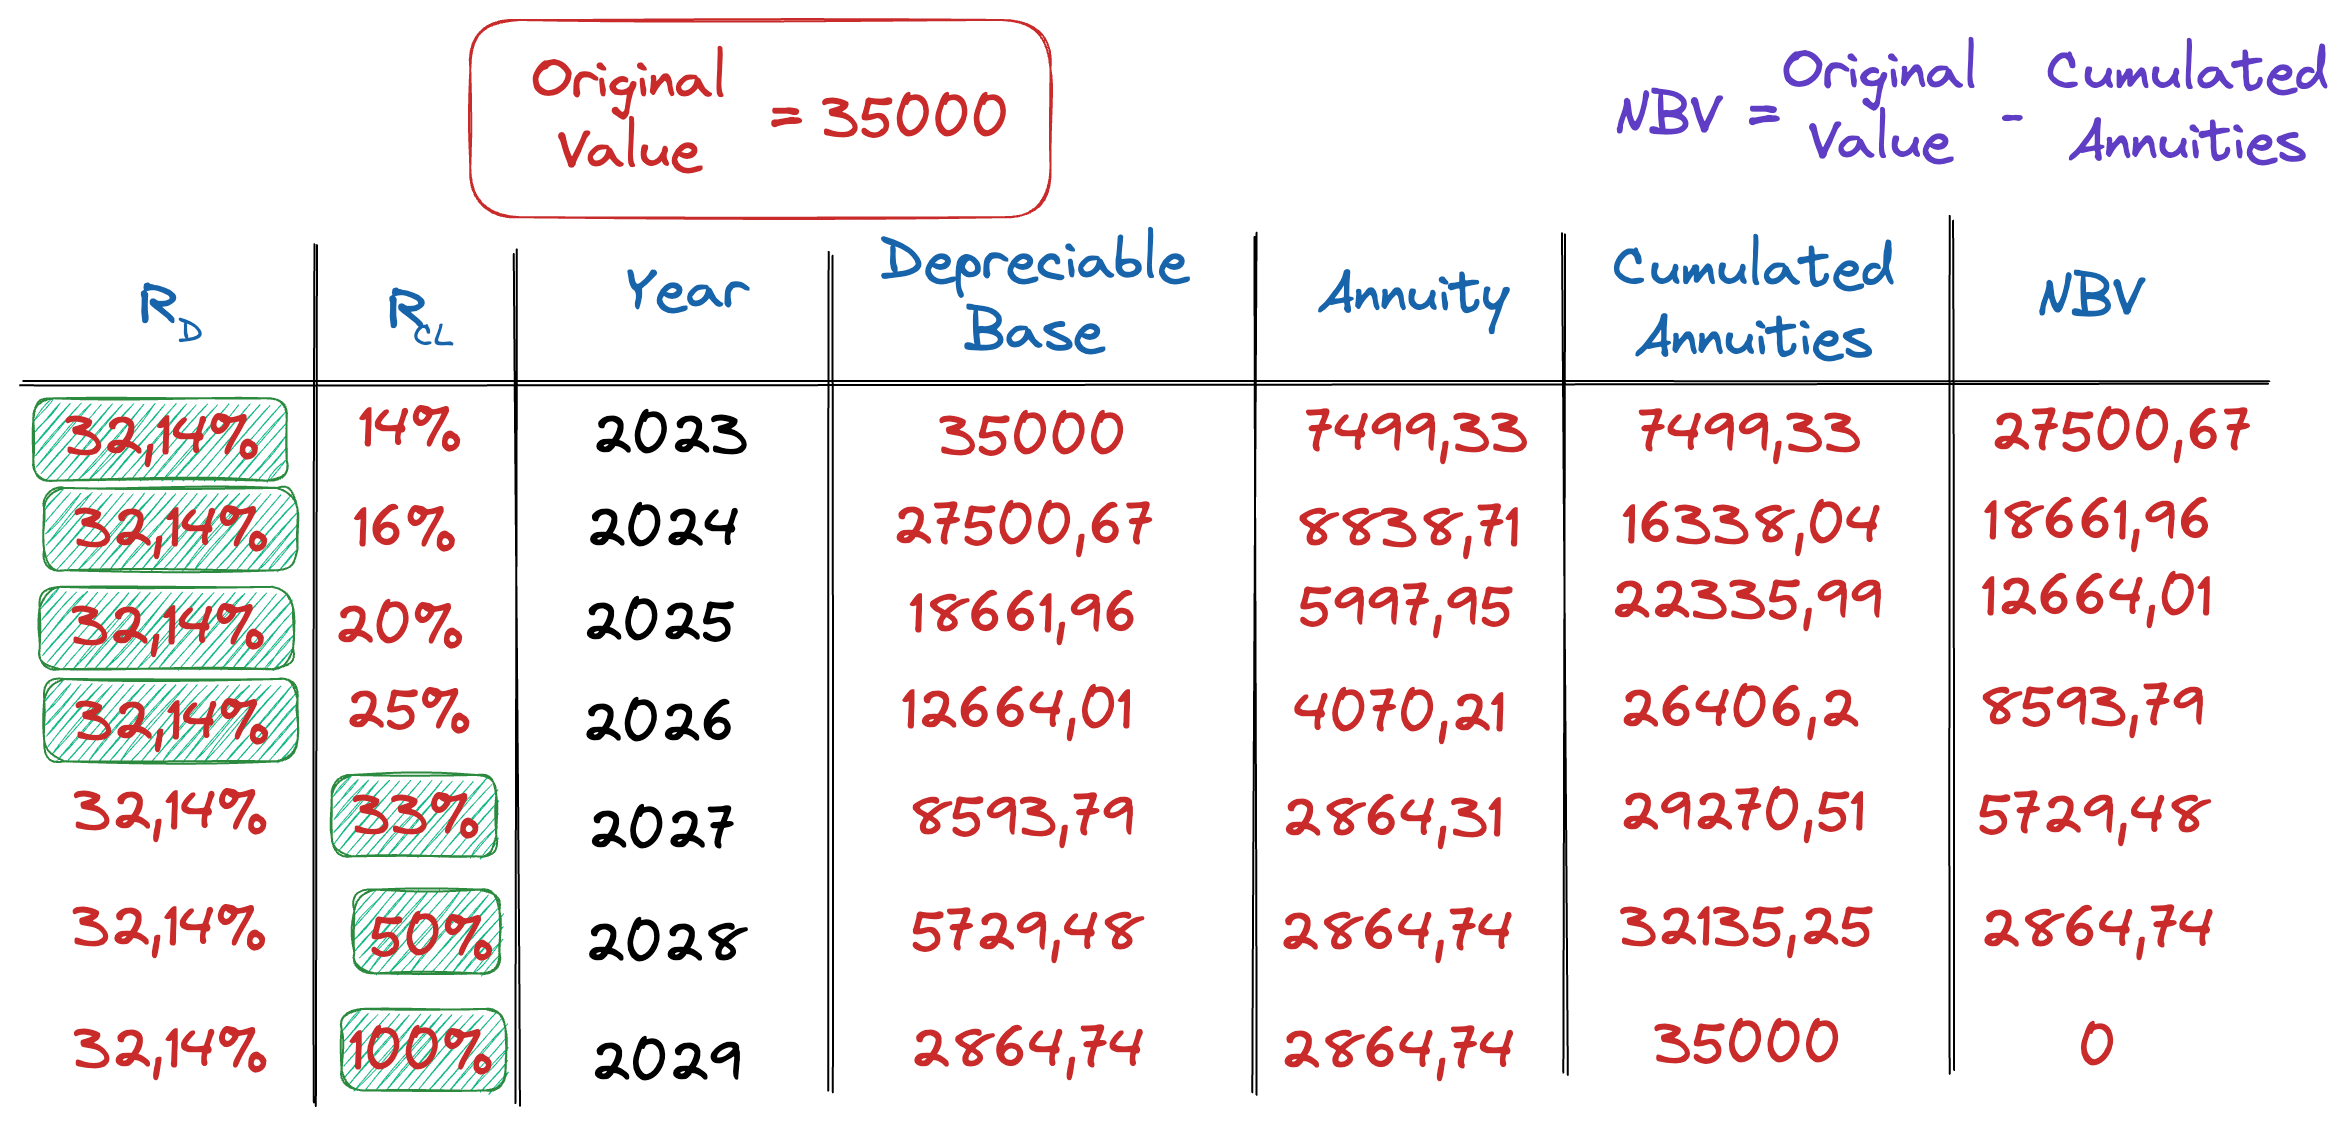 Original
Value = 35000
NBV = Original Value - Cumulated Annuities
R_D R_CL Year Depreciable Base Annuity Cumulated Annuities NBV
32,14% 14% 2023 35000 7499,33 7499,33 27500,67
32,14% 16% 2024 27500,67 8838,71 16338,04 18661,96
32,14% 20% 2025 18661,96 5997,95 22335,99 12664,01
32,14% 25% 2026 12664,01 4070,21 26406,2 8593,79
32,14% 33% 2027 8593,79 2864,31 29270,51 5729,48
32,14% 50% 2028 5729,48 2864,74 32135,25 2864,74
32,14% 100% 2029 2864,74 2864,74 35000 0